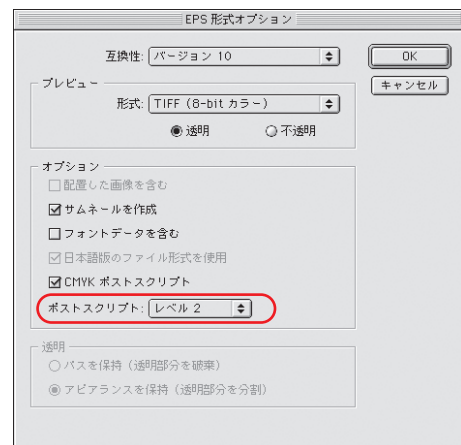 EPS 形式オプション
互換性: バージョン 10
OK
キャンセル
プレビュー
形式: TIFF (8-bit カラー)
透明 不透明
オプション
配置した画像を含む
サムネールを作成
フォントデータを含む
日本語版のファイル形式を使用
CMYK ポストスクリプト
ポストスクリプト: レベル 2
透明
パスを保持（透明部分を破棄）
アピアランスを保持（透明部分を分割）